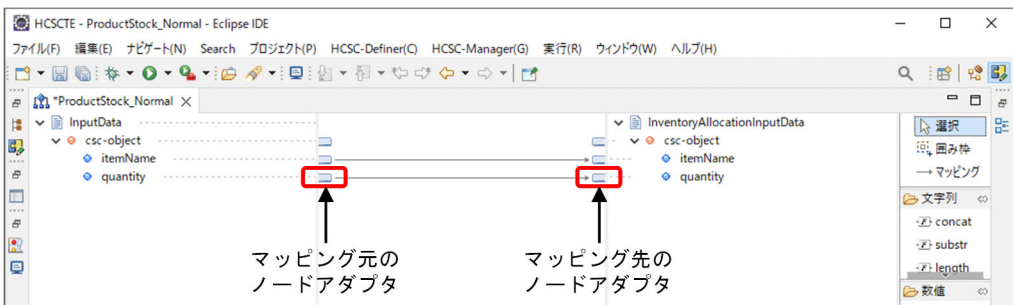 HCSCTE - ProductStock_Normal - Eclipse IDE
ファイル(F) 編集(E) ナビゲート(N) Search プロジェクト(P) HCSC-Definer(C) HCSC-Manager(G) 実行(R) ウィンドウ(W) ヘルプ(H)
*ProductStock_Normal
InputData InventoryAllocationInputData
csc-object csc-object
itemName itemName
quantity quantity
選択
囲み枠
マッピング
文字列
concat
substr
length
数値
マッピング元の
ノードアダプタ
マッピング先の
ノードアダプタ